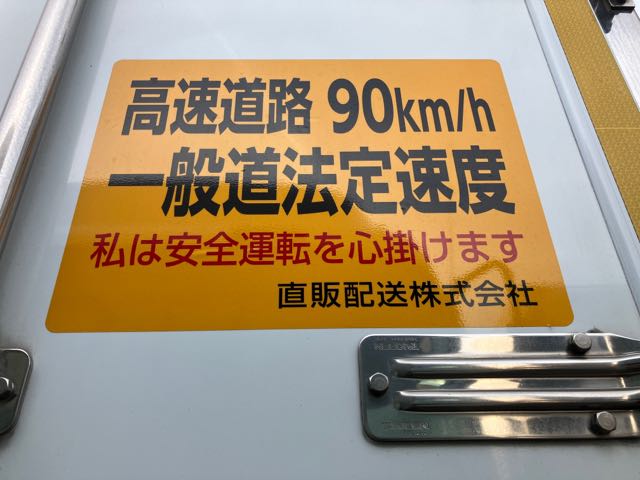 高速道路 90km/h
一般道法定速度
私は安全運転を心掛けます
直販配送株式会社